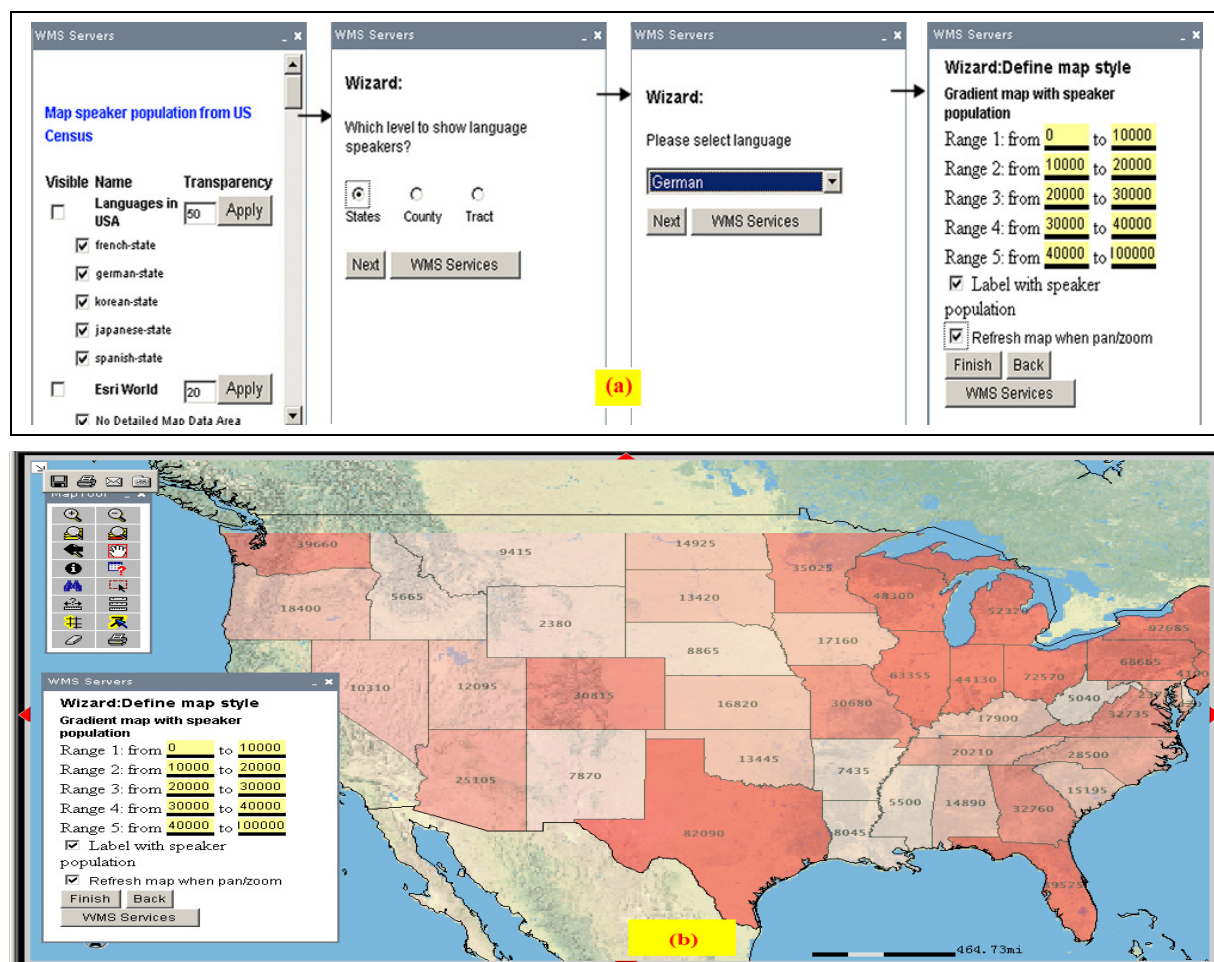 WMS Servers
Map speaker population from US
Census
Visible Name Transparency
Languages in
USA
50 Apply
french-state
german-state
korean-state
japanese-state
spanish-state
Esri World 20 Apply
No Detailed Map Data Area
WMS Servers
Wizard:
Which level to show language
speakers?
States County Tract
Next WMS Services
WMS Servers
Wizard:
Please select language
German
Next WMS Services
WMS Servers
Wizard:Define map style
Gradient map with speaker
population
Range 1: from 0 to 10000
Range 2: from 10000 to 20000
Range 3: from 20000 to 30000
Range 4: from 30000 to 40000
Range 5: from 40000 to 100000
Label with speaker
population
Refresh map when pan/zoom
Finish Back
WMS Services
(a)
MapTool
39660
9415
14925
35025
5665
18400
13420
48300
52320
92685
2380
17160
8865
68665
10310
12095
30815
63355
44130
72570
5040
16820
30680
32735
17900
25105
7870
13445
20210
28500
7435
15195
5500
14890
32760
82090
8045
WMS Servers
Wizard:Define map style
Gradient map with speaker
population
Range 1: from 0 to 10000
Range 2: from 10000 to 20000
Range 3: from 20000 to 30000
Range 4: from 30000 to 40000
Range 5: from 40000 to 100000
Label with speaker
population
Refresh map when pan/zoom
Finish Back
WMS Services
(b)
464.73mi